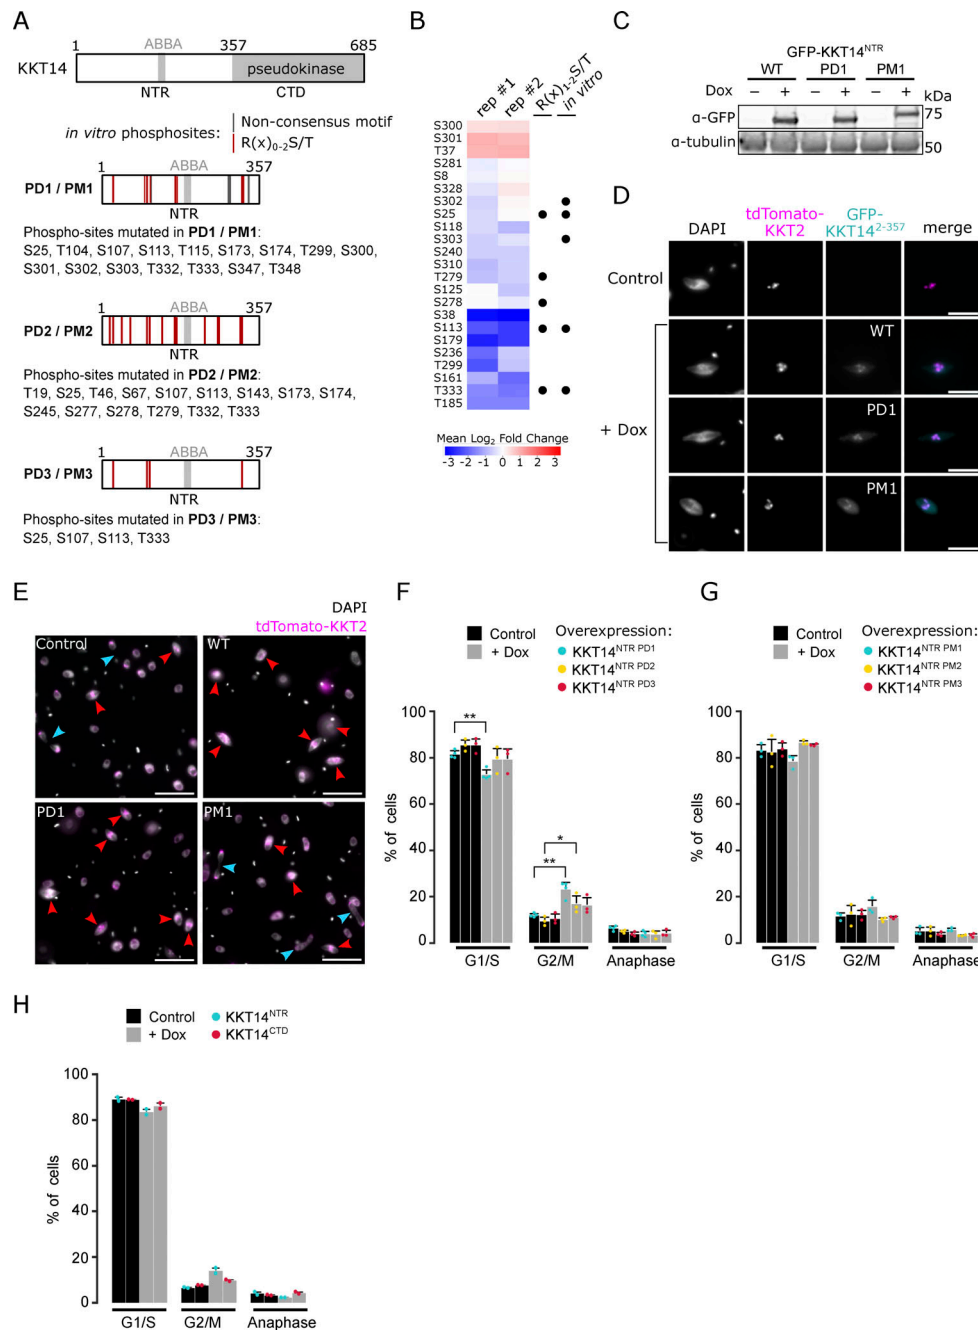 A
1
ABBA
357
685
KKT14
pseudokinase
NTR
CTD
in vitro phosphosites:
Non-consensus motif
R(x)0-2S/T
1
ABBA
357
PD1 / PM1
NTR
Phospho-sites mutated in PD1 / PM1:
S25, T104, S107, S113, T115, S173, S174, T299, S300,
S301, S302, S303, T332, T333, S347, T348
1
ABBA
357
PD2 / PM2
NTR
Phospho-sites mutated in PD2 / PM2:
T19, S25, T46, S67, S107, S113, S143, S173, S174,
S245, S277, S278, T279, T332, T333
1
ABBA
357
PD3 / PM3
NTR
Phospho-sites mutated in PD3 / PM3:
S25, S107, S113, T333
B
rep #1
rep #2
R(x)1-2S/T
in vitro
S300
S301
T37
S281
S8
S328
S302
S25
S118
S303
S240
S310
T279
S125
S278
S38
S113
S179
S236
T299
S161
T333
T185
Mean Log2 Fold Change
-3 -2 -1 0 1 2 3
C
GFP-KKT14NTR
WT PD1 PM1
Dox – + – + – + kDa
α-GFP 75
α-tubulin 50
D
tdTomato-KKT2
GFP-KKT14 2-357
DAPI
merge
Control
WT
+ Dox
PD1
PM1
E
DAPI
tdTomato-KKT2
Control
WT
PD1
PM1
F
Control
+ Dox
Overexpression:
KKT14NTR PD1
KKT14NTR PD2
KKT14NTR PD3
% of cells
100
80
60
40
20
0
**
**
*
G1/S
G2/M
Anaphase
G
Control
+ Dox
Overexpression:
KKT14NTR PM1
KKT14NTR PM2
KKT14NTR PM3
% of cells
100
80
60
40
20
0
G1/S
G2/M
Anaphase
H
Control
+ Dox
KKT14NTR
KKT14CTD
% of cells
100
80
60
40
20
0
G1/S
G2/M
Anaphase